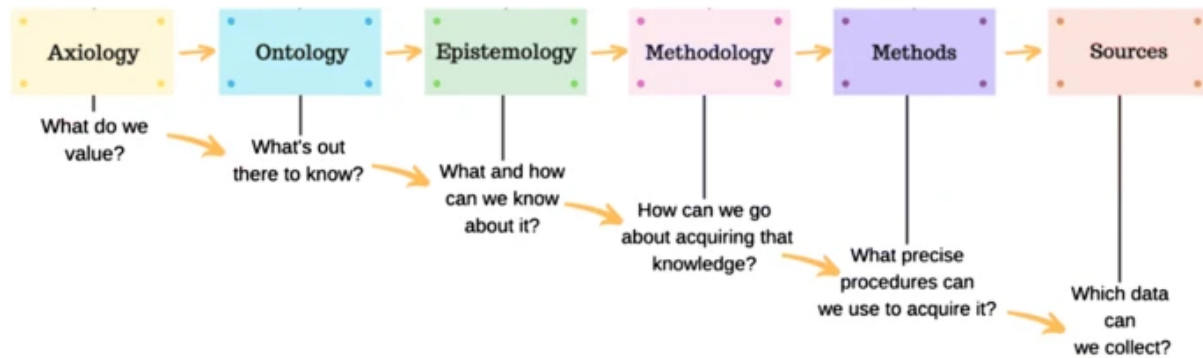 Axiology
Ontology
Epistemology
Methodology
Methods
Sources
What do we
value?
What's out
there to know?
What and how
can we know
about it?
How can we go
about acquiring that
knowledge?
What precise
procedures can
we use to acquire it?
Which data
can
we collect?